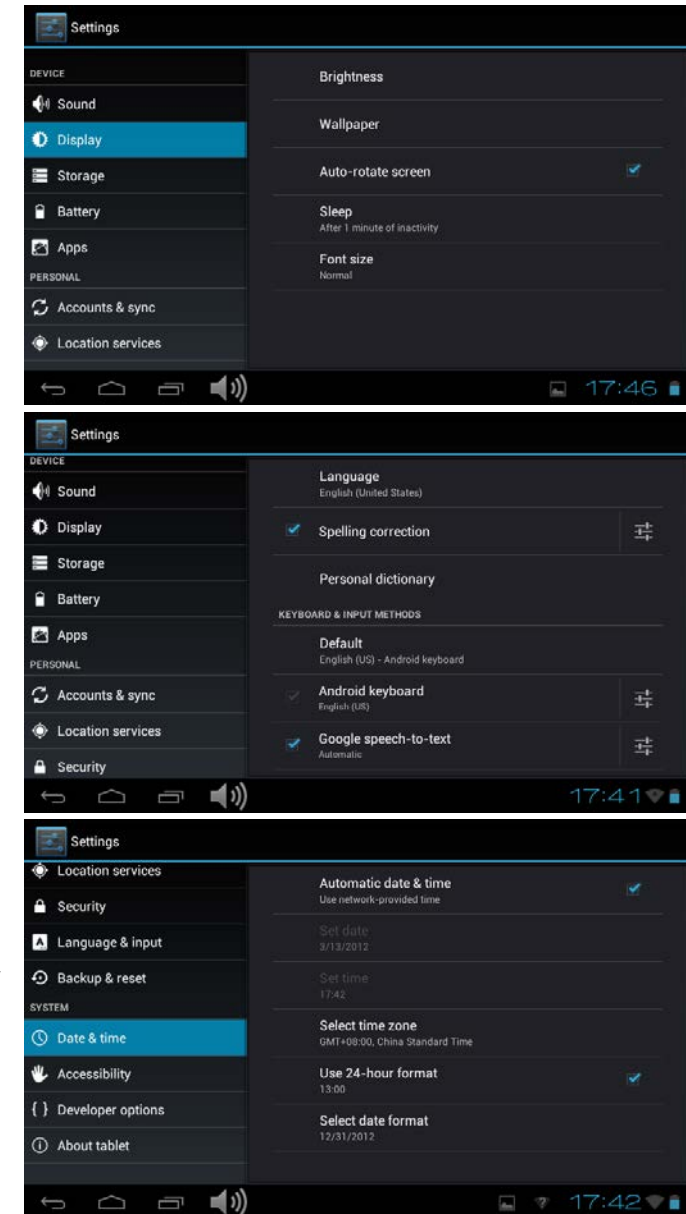 Settings
DEVICE
Sound
Display
Storage
Battery
Apps
PERSONAL
Accounts & sync
Location services
Brightness
Wallpaper
Auto-rotate screen
Sleep
After 1 minute of inactivity
Font size
Normal
17:46
Settings
DEVICE
Sound
Display
Storage
Battery
Apps
PERSONAL
Accounts & sync
Location services
Security
Language
English (United States)
Spelling correction
Personal dictionary
KEYBOARD & INPUT METHODS
Default
English (US) - Android keyboard
Android keyboard
English (US)
Google speech-to-text
Automatic
17:41
Settings
Location services
Security
A Language & input
Backup & reset
SYSTEM
Date & time
Accessibility
{ } Developer options
About tablet
Automatic date & time
Use network-provided time
Set date
3/13/2012
Set time
17:42
Select time zone
GMT+08:00, China Standard Time
Use 24-hour format
13:00
Select date format
12/31/2012
? 17:42